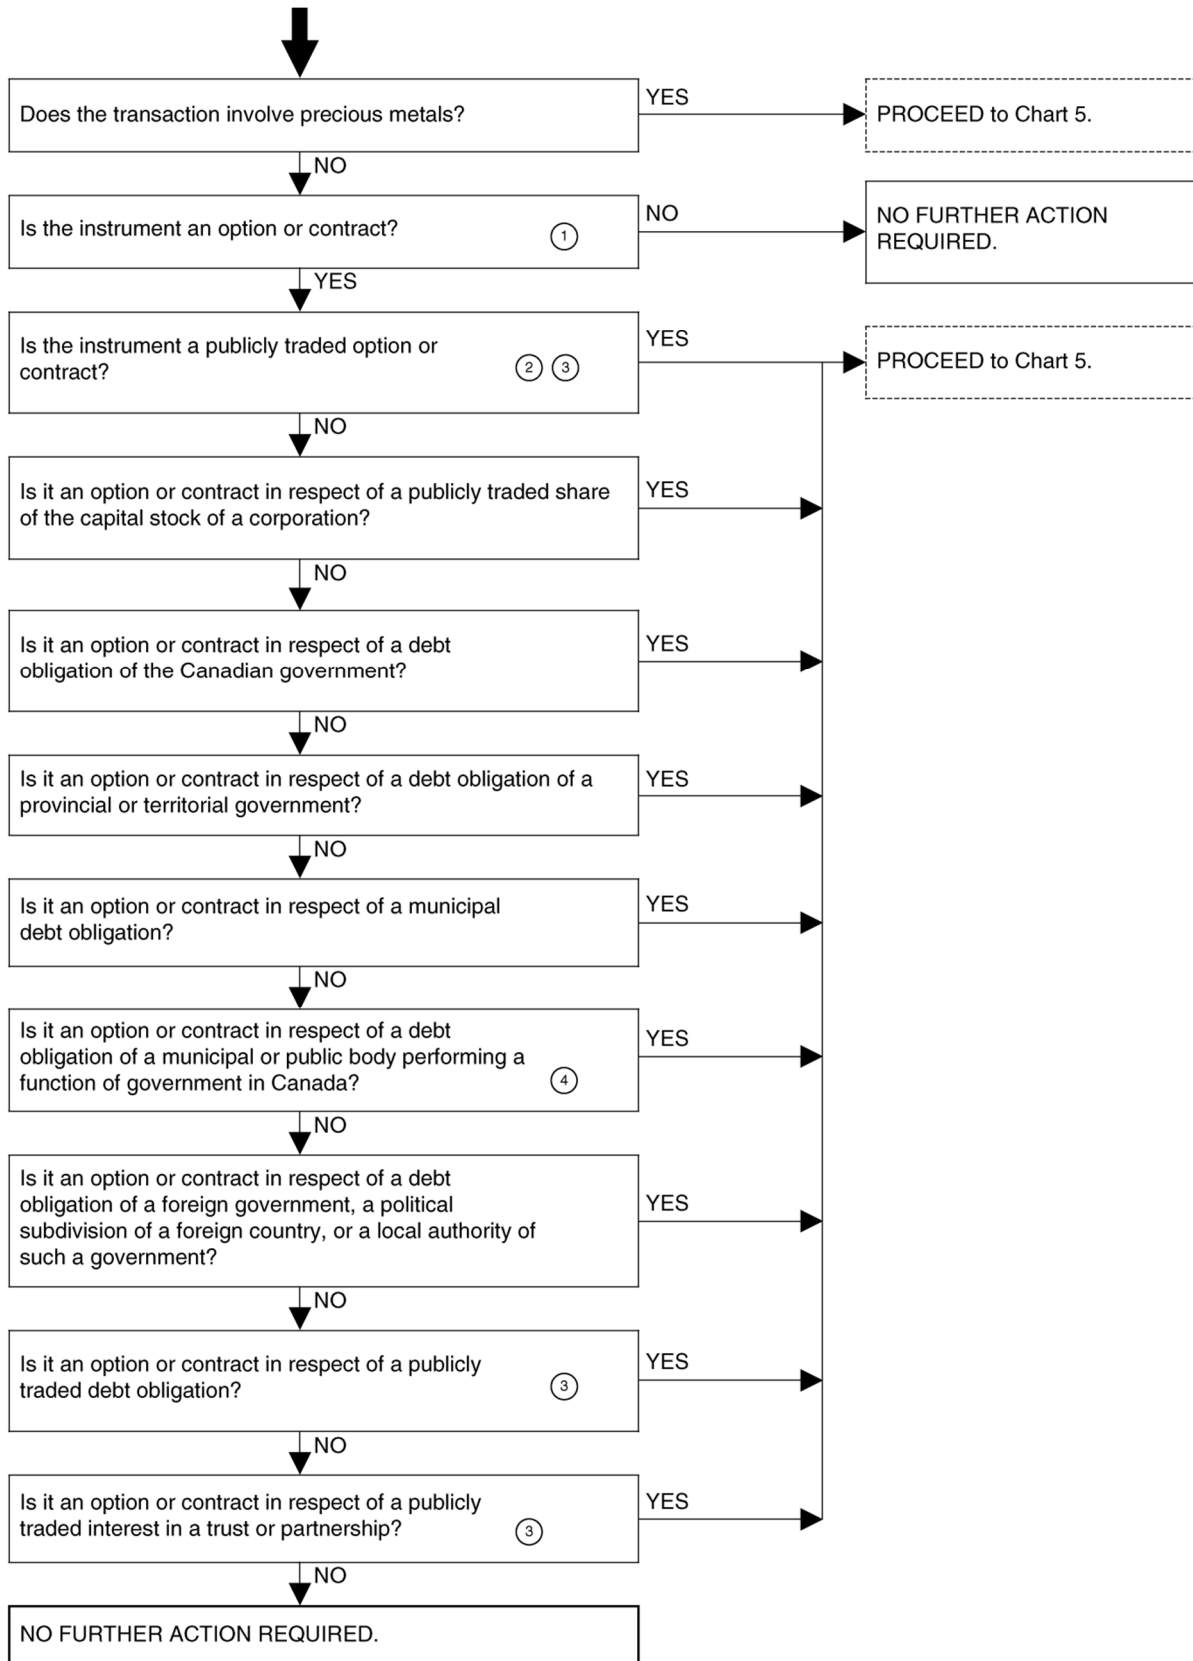 Does the transaction involve precious metals?
YES
PROCEED to Chart 5.
NO
Is the instrument an option or contract?
①
NO
NO FURTHER ACTION
REQUIRED.
YES
Is the instrument a publicly traded option or
contract?
② ③
YES
PROCEED to Chart 5.
NO
Is it an option or contract in respect of a publicly traded share
of the capital stock of a corporation?
YES
NO
Is it an option or contract in respect of a debt
obligation of the Canadian government?
YES
NO
Is it an option or contract in respect of a debt obligation of a
provincial or territorial government?
YES
NO
Is it an option or contract in respect of a municipal
debt obligation?
YES
NO
Is it an option or contract in respect of a debt
obligation of a municipal or public body performing a
function of government in Canada?
④
YES
NO
Is it an option or contract in respect of a debt
obligation of a foreign government, a political
subdivision of a foreign country, or a local authority of
such a government?
YES
NO
Is it an option or contract in respect of a publicly
traded debt obligation?
③
YES
NO
Is it an option or contract in respect of a publicly
traded interest in a trust or partnership?
③
YES
NO
NO FURTHER ACTION REQUIRED.